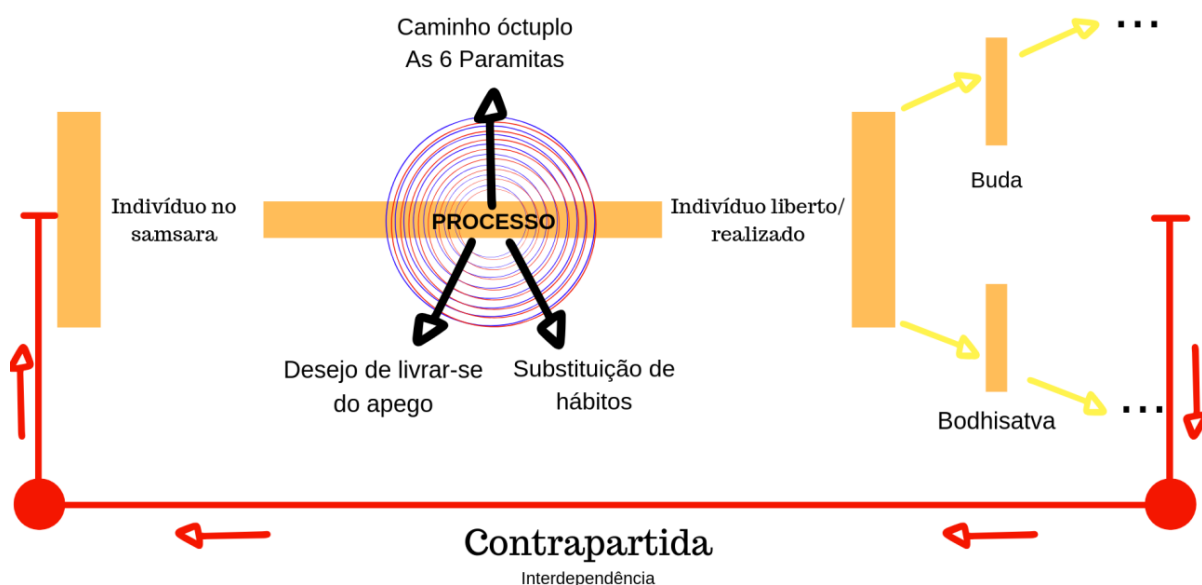 Caminho óctuplo
As 6 Paramitas
...
Buda
Indivíduo no
samsara
PROCESSO
Indivíduo liberto/
realizado
Desejo de livrar-se
do apego
Substituição de
hábitos
...
Bodhisatva
Contrapartida
Interdependência